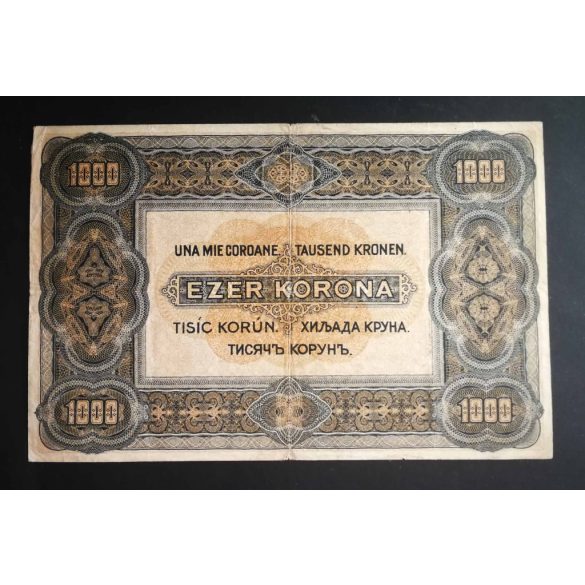 1000 1000
UNA MIE COROANE. TAUSEND KRONEN.
EZER KORONA
TISÍC KORÚN. ХИЉАДА КРУНА.
ТИСЯЧЪ КОРУНЪ.
1000 1000